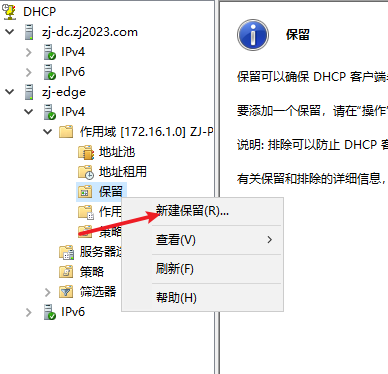 DHCP
zj-dc.zj2023.com
IPv4
IPv6
zj-edge
IPv4
作用域 [172.16.1.0] ZJ-P
地址池
地址租用
保留
作用
策略
服务器选
策略
筛选器
IPv6
新建保留(R)...
查看(V)
刷新(F)
帮助(H)
保留
保留可以确保 DHCP 客户端
要添加一个保留，请在"操作"
说明: 排除可以防止 DHCP 客
有关保留和排除的详细信息，